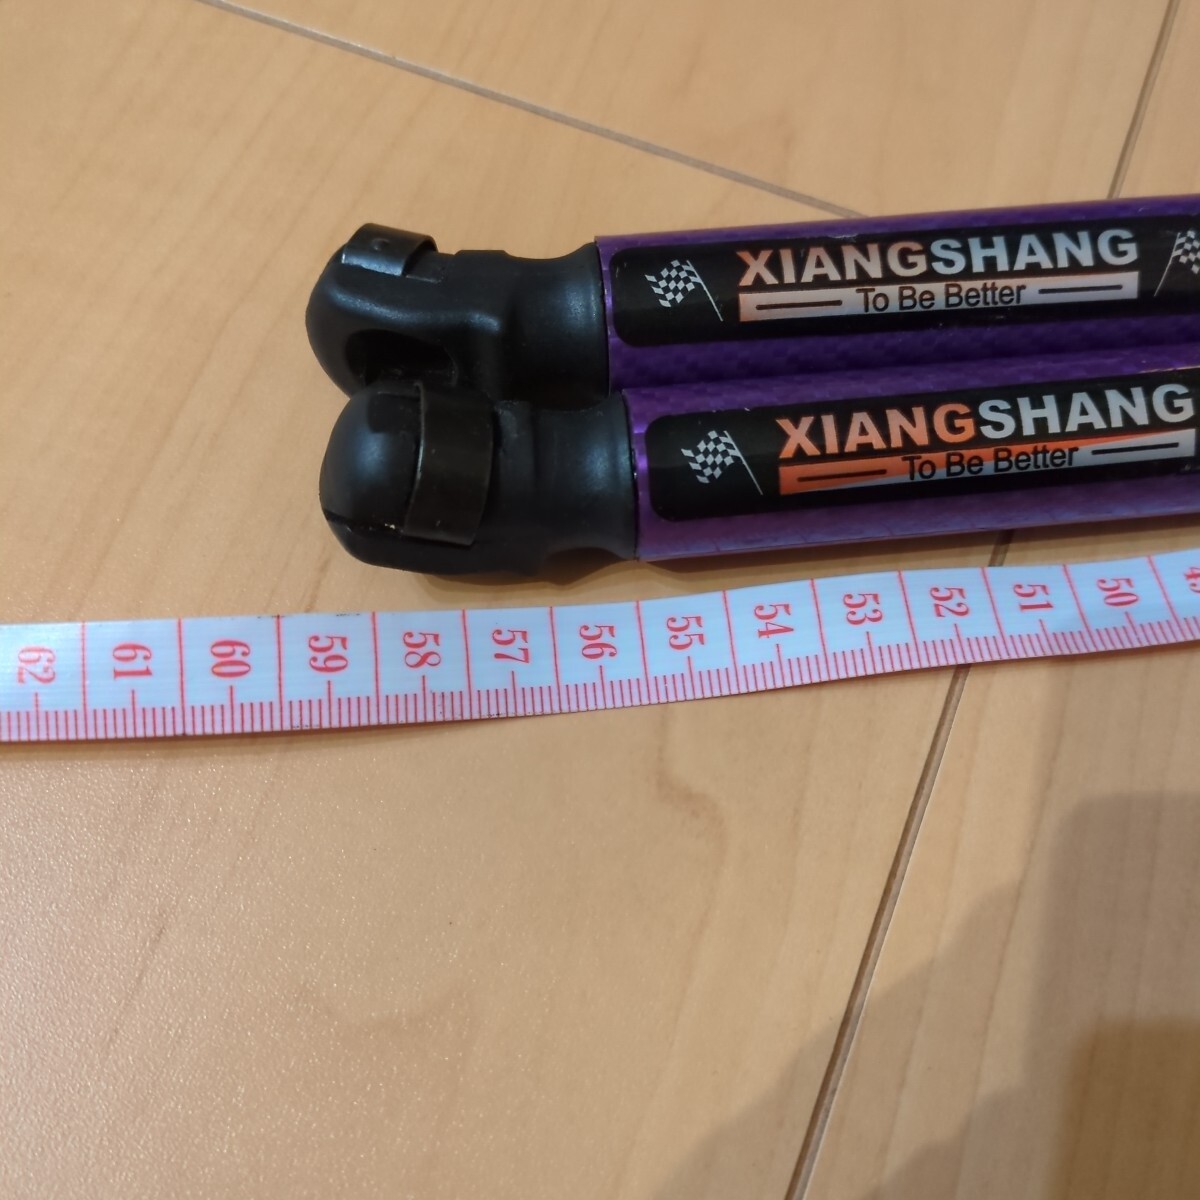 XIANGSHANG
To Be Better
XIANGSHANG
To Be Better
62 61 60 59 58 57 56 55 54 53 52 51 50